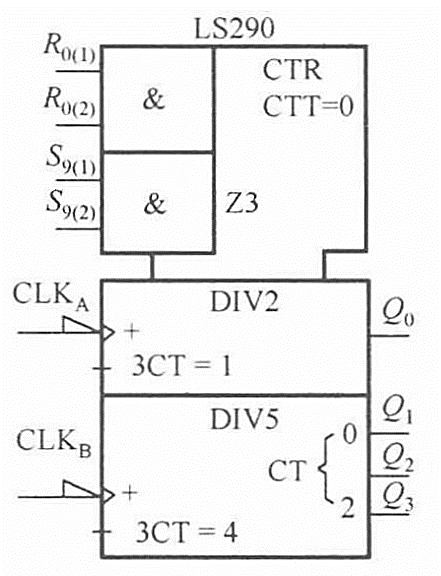 LS290
R0(1)
CTR
R0(2)
&
CTT=0
S9(1)
S9(2)
&
Z3
CLKA
DIV2
Q0
+
3CT = 1
DIV5
Q1
0
CLKB
CT
Q2
+
2
Q3
3CT = 4